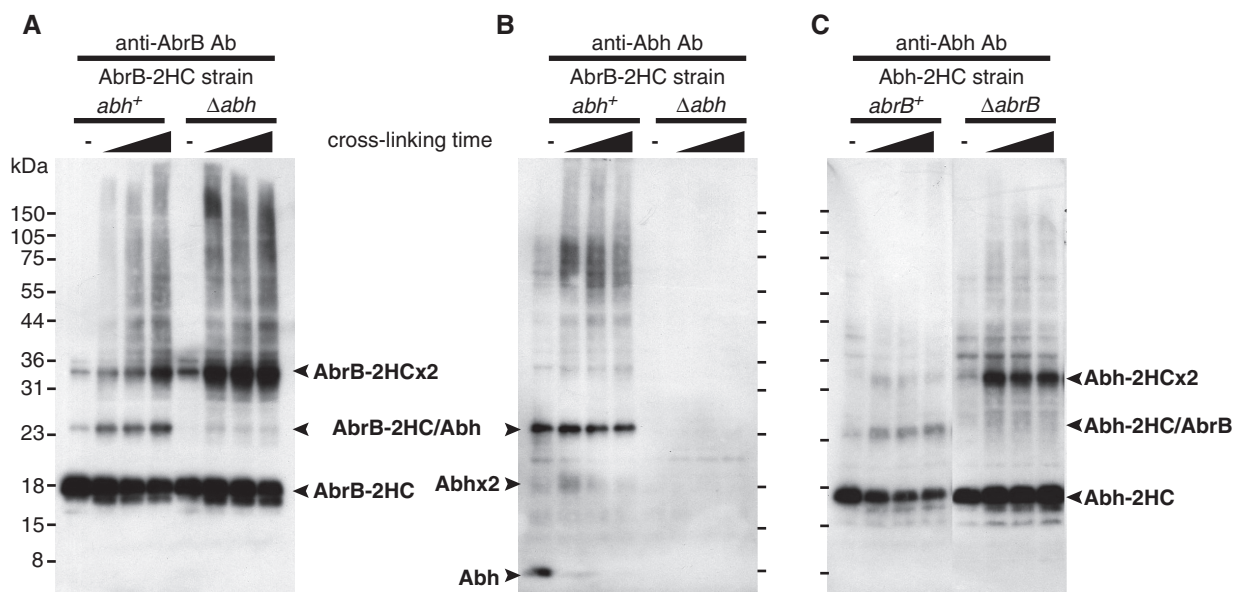 A
anti-AbrB Ab
AbrB-2HC strain
abh+ Δabh
-
-
cross-linking time
kDa
150
105
75
55
44
36
31
23
18
15
8
AbrB-2HCx2
AbrB-2HC/Abh
AbrB-2HC
B
anti-Abh Ab
AbrB-2HC strain
abh+ Δabh
-
-
Abhx2
Abh
C
anti-Abh Ab
Abh-2HC strain
abrB+ ΔabrB
-
-
Abh-2HCx2
Abh-2HC/AbrB
Abh-2HC